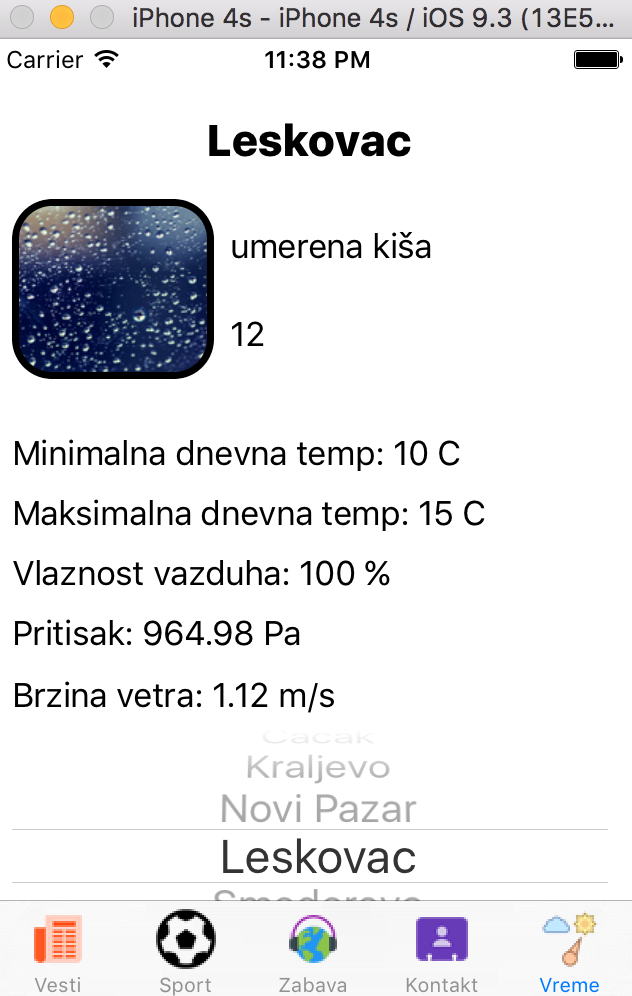 iPhone 4s - iPhone 4s / iOS 9.3 (13E5...
Carrier 11:38 PM
Leskovac
umerena kiša
12
Minimalna dnevna temp: 10 C
Maksimalna dnevna temp: 15 C
Vlaznost vazduha: 100 %
Pritisak: 964.98 Pa
Brzina vetra: 1.12 m/s
Cacak
Kraljevo
Novi Pazar
Leskovac
Smederevo
Vesti Sport Zabava Kontakt Vreme